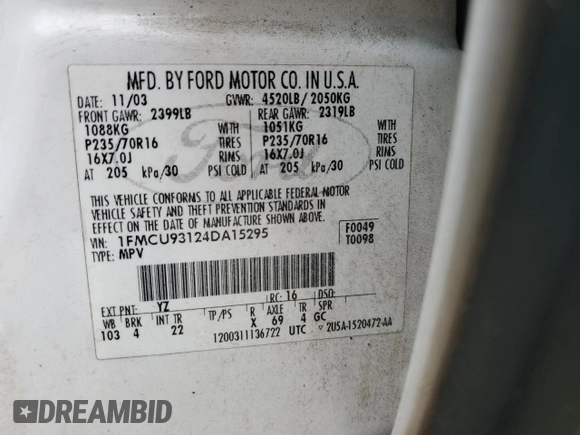 MFD. BY FORD MOTOR CO. IN U.S.A.
DATE: 11/03 GVWR: 4520LB/ 2050KG
FRONT GAWR: 2399LB REAR GAWR: 2319LB
1088KG WITH 1051KG WITH
P235/70R16 TIRES P235/70R16 TIRES
16X7.0J RIMS 16X7.0J RIMS
AT 205 kPa/30 PSI COLD AT 205 kPa/30 PSI COLD
THIS VEHICLE CONFORMS TO ALL APPLICABLE FEDERAL MOTOR
VEHICLE SAFETY AND THEFT PREVENTION STANDARDS IN
EFFECT ON THE DATE OF MANUFACTURE SHOWN ABOVE.
VIN: 1FMCU93124DA15295 F0049
TYPE: MPV T0098
EXT PNT: YZ RC: 16 DSO:
WB BRK INT TR TP/PS R AXLE TR SPR
103 4 22 X 69 4 GC
1200311136722 UTC 2U5A-1520472-AA
Ford
DREAMBID